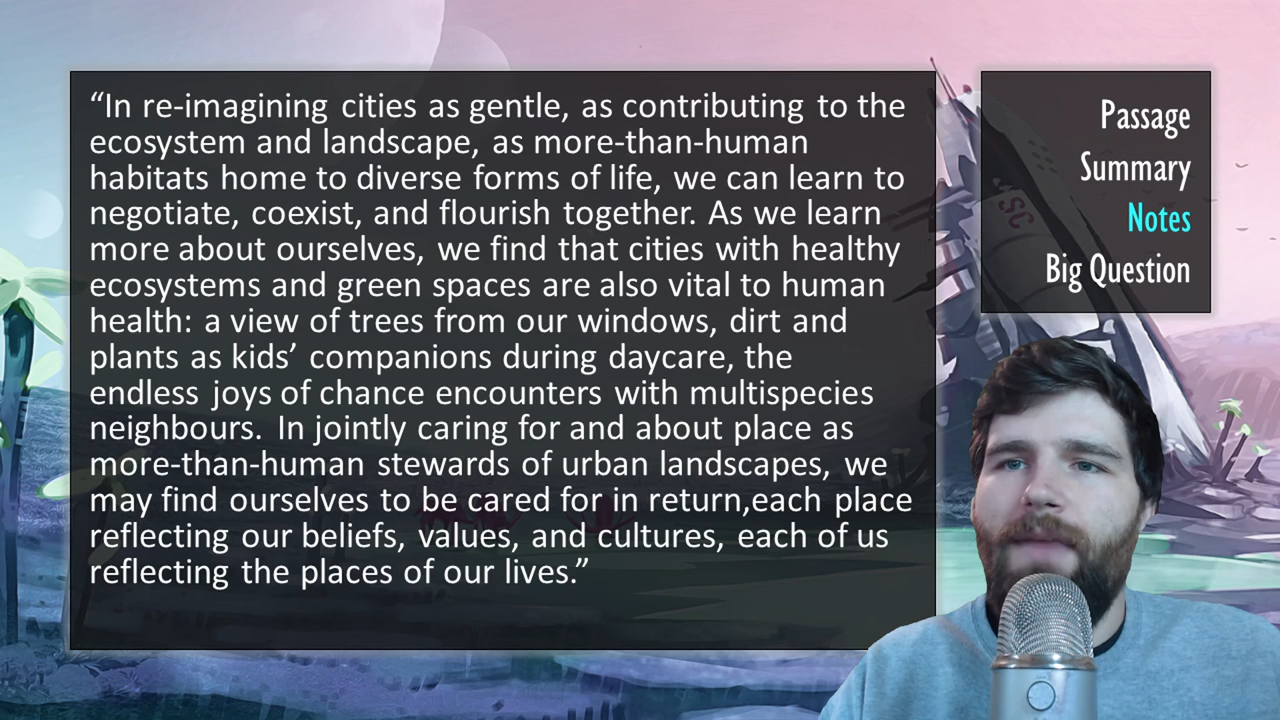 “In re-imagining cities as gentle, as contributing to the
ecosystem and landscape, as more-than-human
habitats home to diverse forms of life, we can learn to
negotiate, coexist, and flourish together. As we learn
more about ourselves, we find that cities with healthy
ecosystems and green spaces are also vital to human
health: a view of trees from our windows, dirt and
plants as kids’ companions during daycare, the
endless joys of chance encounters with multispecies
neighbours. In jointly caring for and about place as
more-than-human stewards of urban landscapes, we
may find ourselves to be cared for in return,each place
reflecting our beliefs, values, and cultures, each of us
reflecting the places of our lives.”
Passage
Summary
Notes
Big Question